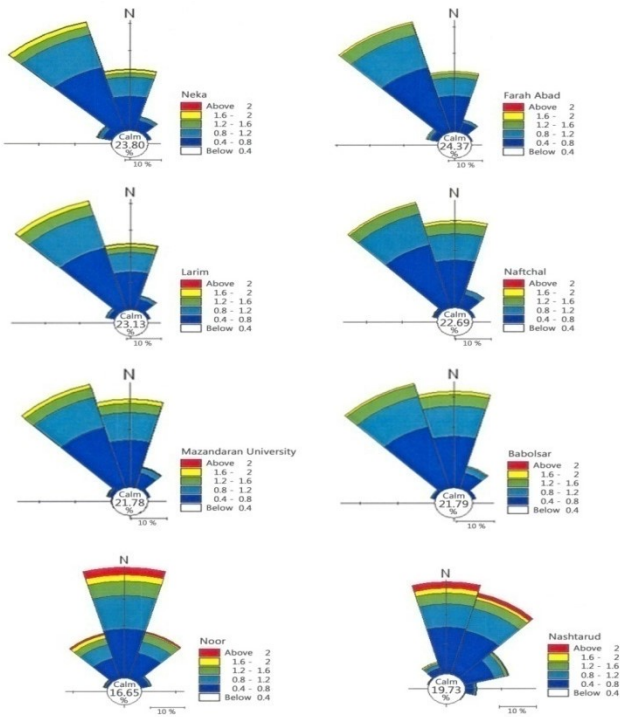 N
Neka
Above 2
1.6 - 2
1.2 - 1.6
0.8 - 1.2
0.4 - 0.8
Below 0.4
Calm
23.80
%
10 %
N
Farah Abad
Above 2
1.6 - 2
1.2 - 1.6
0.8 - 1.2
0.4 - 0.8
Below 0.4
Calm
24.37
%
10 %
N
Larim
Above 2
1.6 - 2
1.2 - 1.6
0.8 - 1.2
0.4 - 0.8
Below 0.4
Calm
23.13
%
10 %
N
Naftchal
Above 2
1.6 - 2
1.2 - 1.6
0.8 - 1.2
0.4 - 0.8
Below 0.4
Calm
22.69
%
10 %
N
Mazandaran University
Above 2
1.6 - 2
1.2 - 1.6
0.8 - 1.2
0.4 - 0.8
Below 0.4
Calm
21.78
%
10 %
N
Babolsar
Above 2
1.6 - 2
1.2 - 1.6
0.8 - 1.2
0.4 - 0.8
Below 0.4
Calm
21.79
%
10 %
N
Noor
Above 2
1.6 - 2
1.2 - 1.6
0.8 - 1.2
0.4 - 0.8
Below 0.4
Calm
16.65
%
10 %
N
Nashtarud
Above 2
1.6 - 2
1.2 - 1.6
0.8 - 1.2
0.4 - 0.8
Below 0.4
Calm
19.73
%
10 %